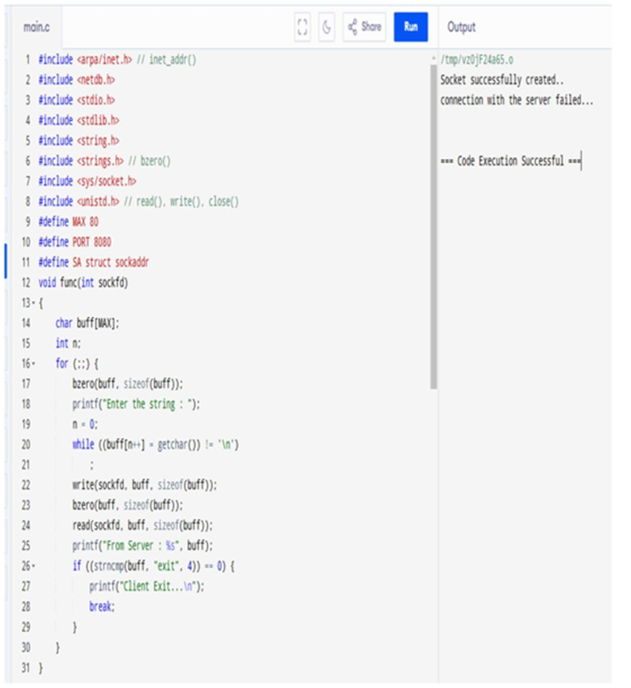 main.c
Share
Run
Output
1 #include <arpa/inet.h> // inet_addr()
2 #include <netdb.h>
3 #include <stdio.h>
4 #include <stdlib.h>
5 #include <string.h>
6 #include <strings.h> // bzero()
7 #include <sys/socket.h>
8 #include <unistd.h> // read(), write(), close()
9 #define MAX 80
10 #define PORT 8080
11 #define SA struct sockaddr
12 void func(int sockfd)
13 {
14 char buff[MAX];
15 int n;
16 for (;;) {
17 bzero(buff, sizeof(buff));
18 printf("Enter the string : ");
19 n = 0;
20 while ((buff[n++] = getchar()) != '\n')
21 ;
22 write(sockfd, buff, sizeof(buff));
23 bzero(buff, sizeof(buff));
24 read(sockfd, buff, sizeof(buff));
25 printf("From Server : %s", buff);
26 if ((strncmp(buff, "exit", 4)) == 0) {
27 printf("Client Exit...\n");
28 break;
29 }
30 }
31 }
/tmp/vzOjF24a65.o
Socket successfully created..
connection with the server failed...
=== Code Execution Successful ===